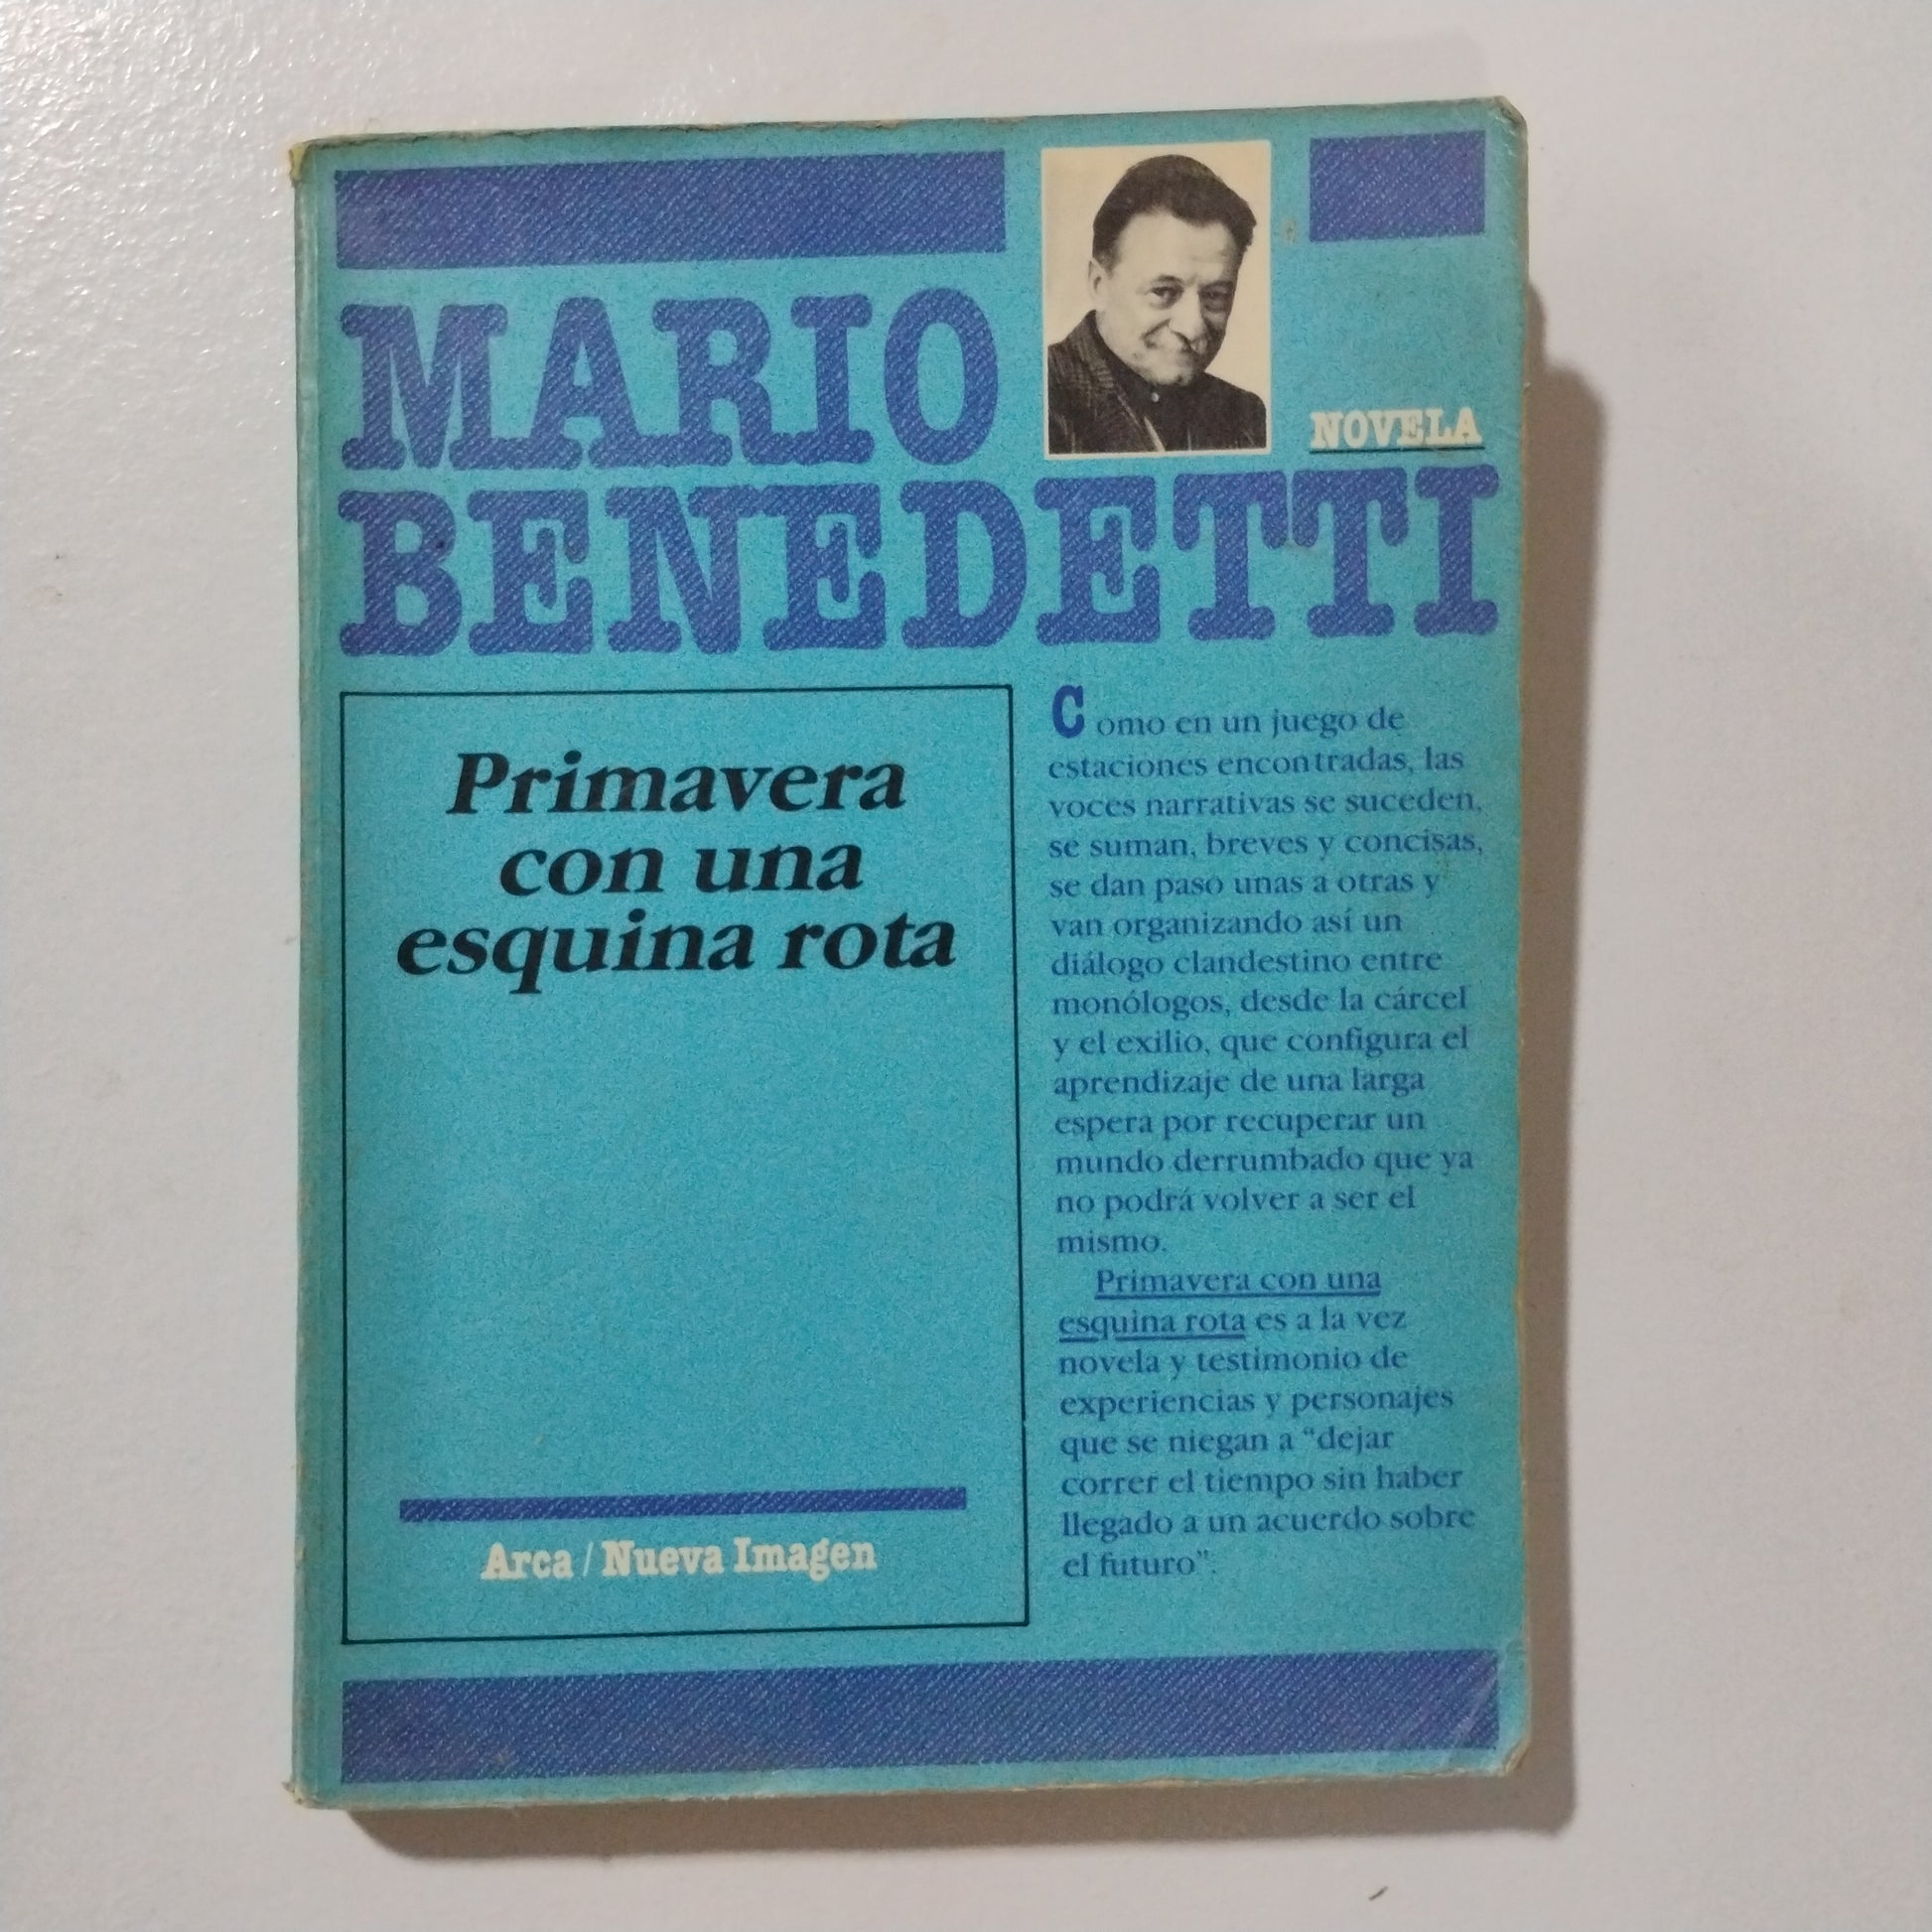 MARIO
BENEDETTI
NOVELA
Primavera
con una
esquina rota
Arca / Nueva Imagen
Como en un juego de
estaciones encontradas, las
voces narrativas se suceden,
se suman, breves y concisas,
se dan paso unas a otras y
van organizando así un
diálogo clandestino entre
monólogos, desde la cárcel
y el exilio, que configura el
aprendizaje de una larga
espera por recuperar un
mundo derrumbado que ya
no podrá volver a ser el
mismo.
Primavera con una
esquina rota es a la vez
novela y testimonio de
experiencias y personajes
que se niegan a “dejar
correr el tiempo sin haber
llegado a un acuerdo sobre
el futuro”.